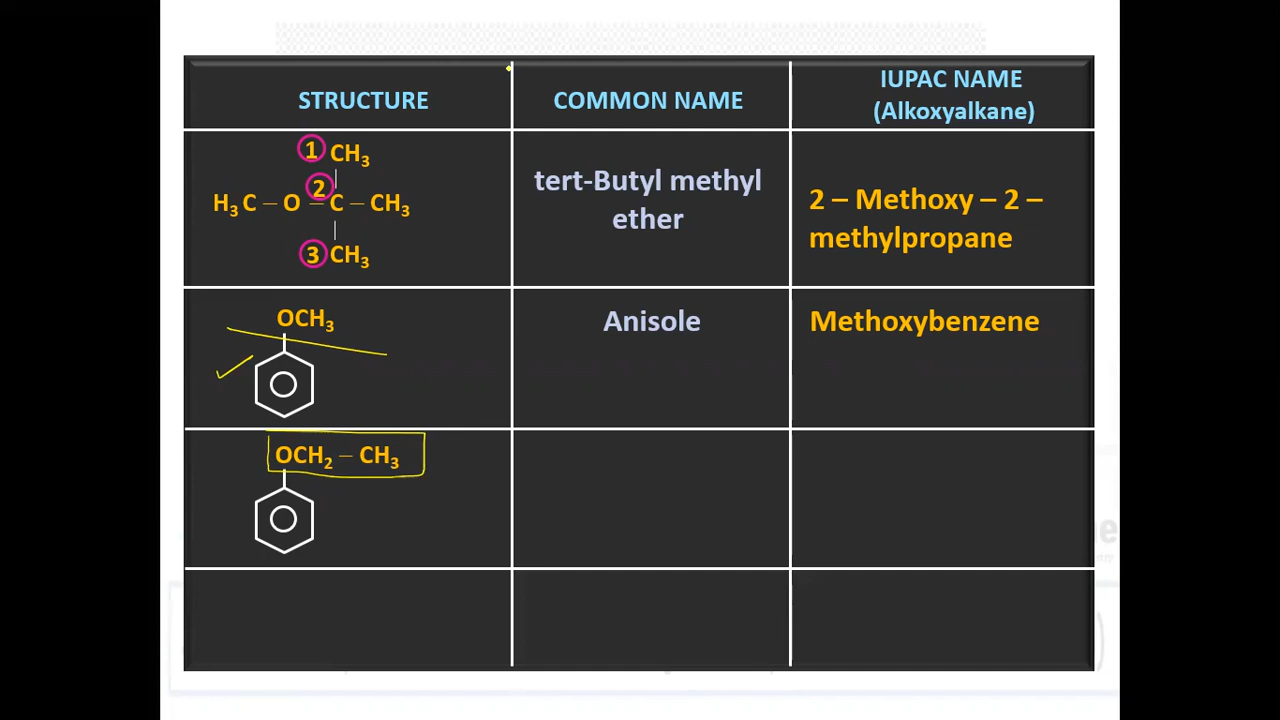 STRUCTURE
COMMON NAME
IUPAC NAME
(Alkoxyalkane)
1 CH3
2
H3C – O – C – CH3
3 CH3
tert-Butyl methyl
ether
2 – Methoxy – 2 –
methylpropane
OCH3
Anisole
Methoxybenzene
OCH2 – CH3